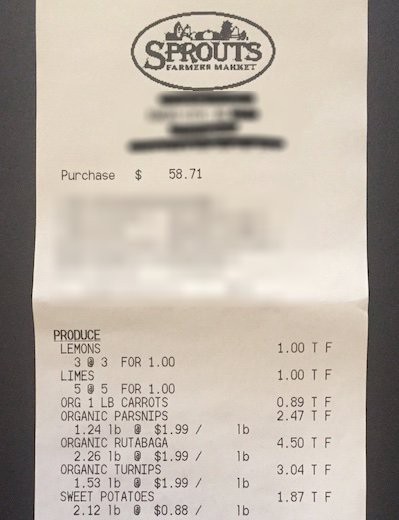 SPROUTS
FARMERS MARKET
Purchase $ 58.71
PRODUCE
LEMONS 1.00 T F
3 @ 3 FOR 1.00
LIMES 1.00 T F
5 @ 5 FOR 1.00
ORG 1 LB CARROTS 0.89 T F
ORGANIC PARSNIPS 2.47 T F
1.24 lb @ $1.99 / lb
ORGANIC RUTABAGA 4.50 T F
2.26 lb @ $1.99 / lb
ORGANIC TURNIPS 3.04 T F
1.53 lb @ $1.99 / lb
SWEET POTATOES 1.87 T F
2.12 lb @ $0.88 / lb